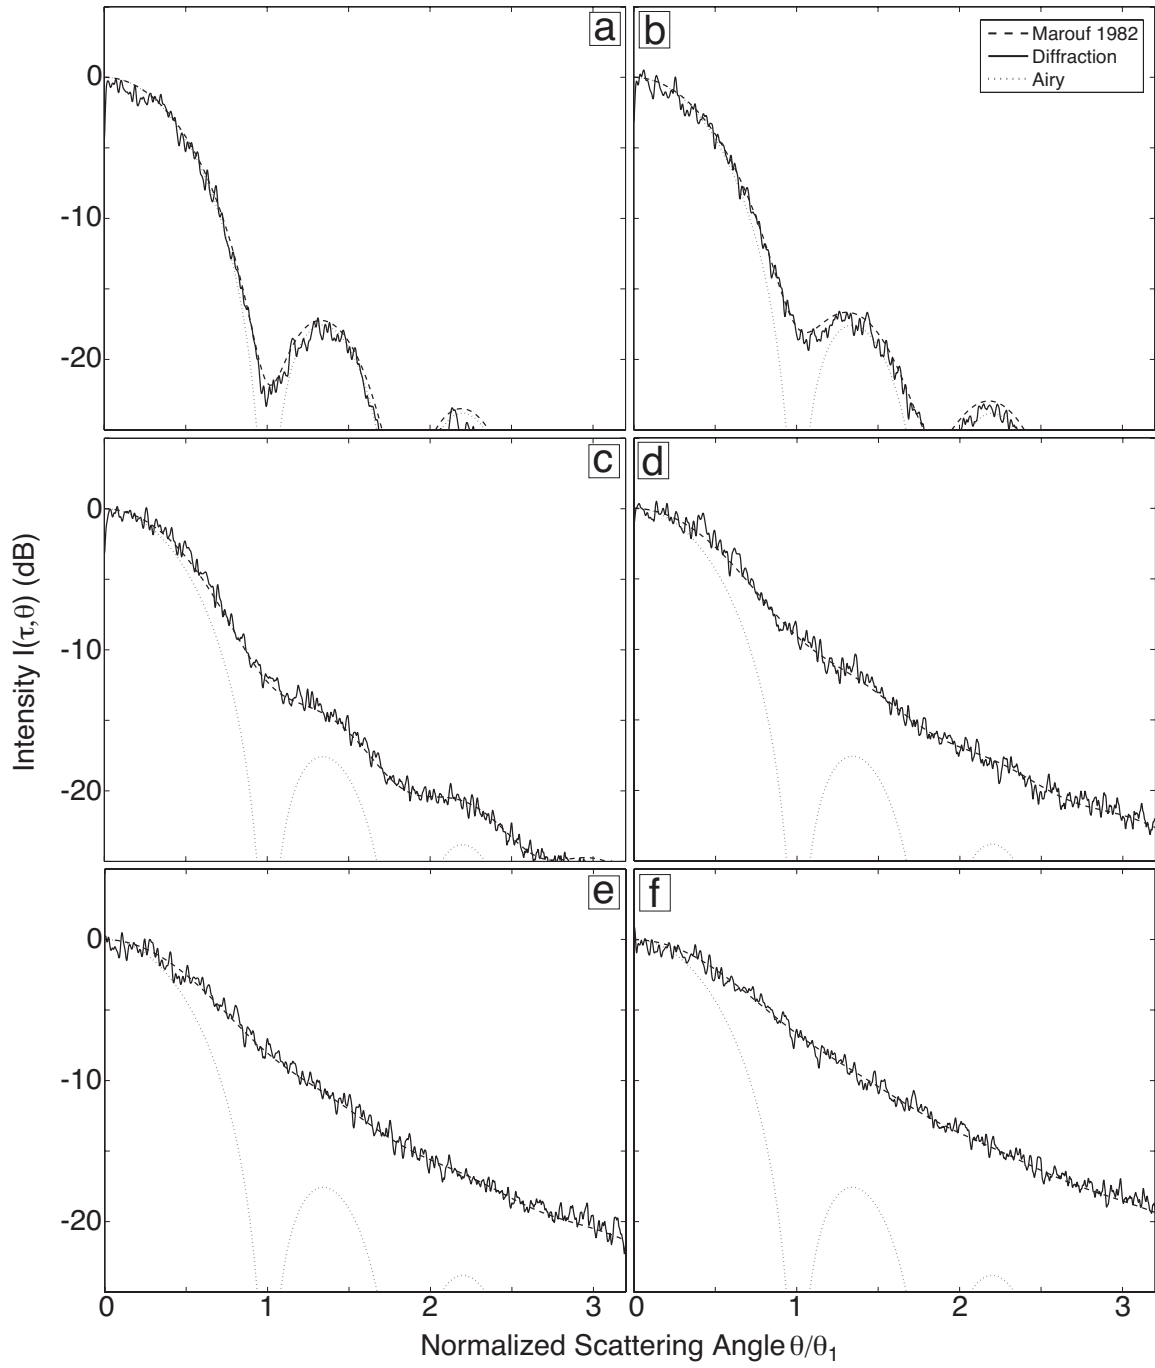 a
b
Marouf 1982
Diffraction
Airy
0
-10
-20
c
d
0
-10
-20
Intensity I(τ,θ) (dB)
e
f
0
-10
-20
0 1 2 3 0 1 2 3
Normalized Scattering Angle θ/θ₁